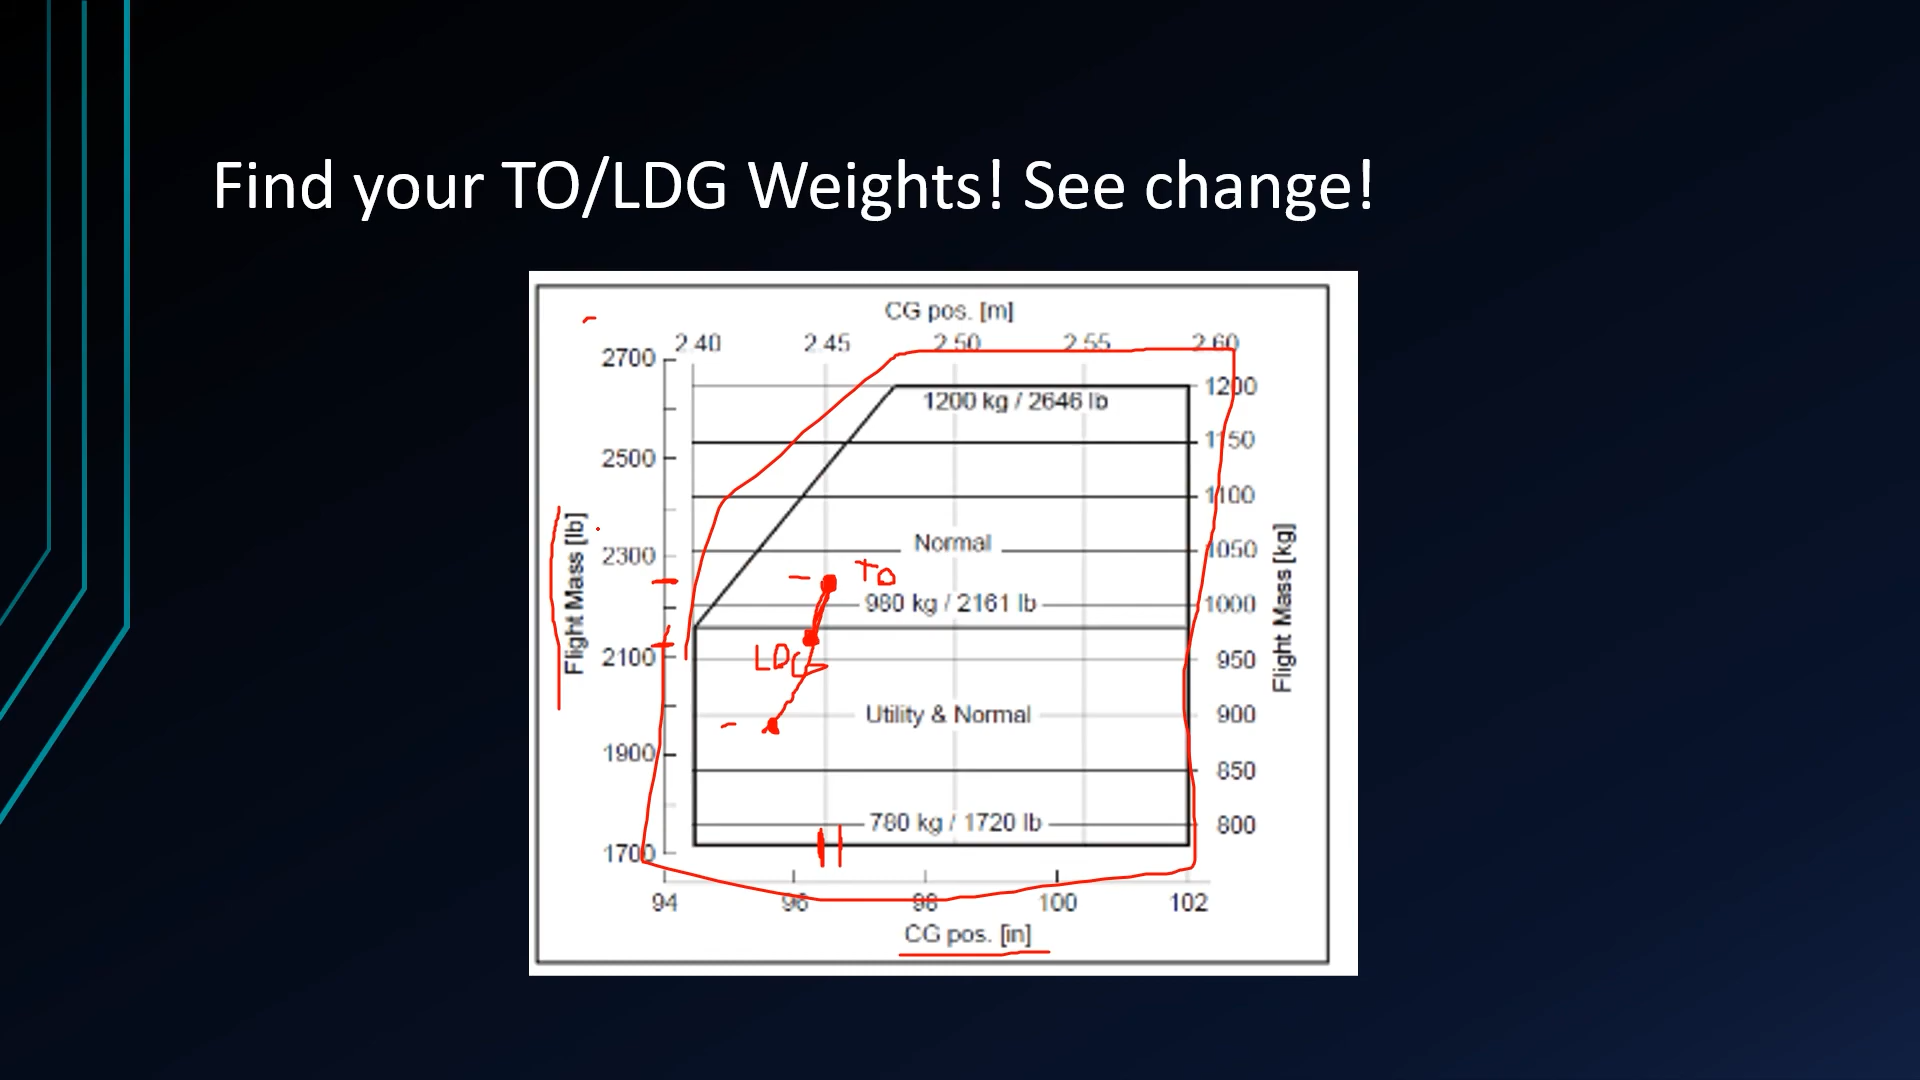 Find your TO/LDG Weights! See change!
CG pos. [m]
2.40 2.45 2.50 2.55 2.60
2700
2500
2300
2100
1900
1700
Flight Mass [lb]
1200 kg / 2646 lb
Normal
TO
980 kg / 2161 lb
LDG
Utility & Normal
780 kg / 1720 lb
1200
1150
1100
1050
1000
950
900
850
800
Flight Mass [kg]
94 96 98 100 102
CG pos. [in]